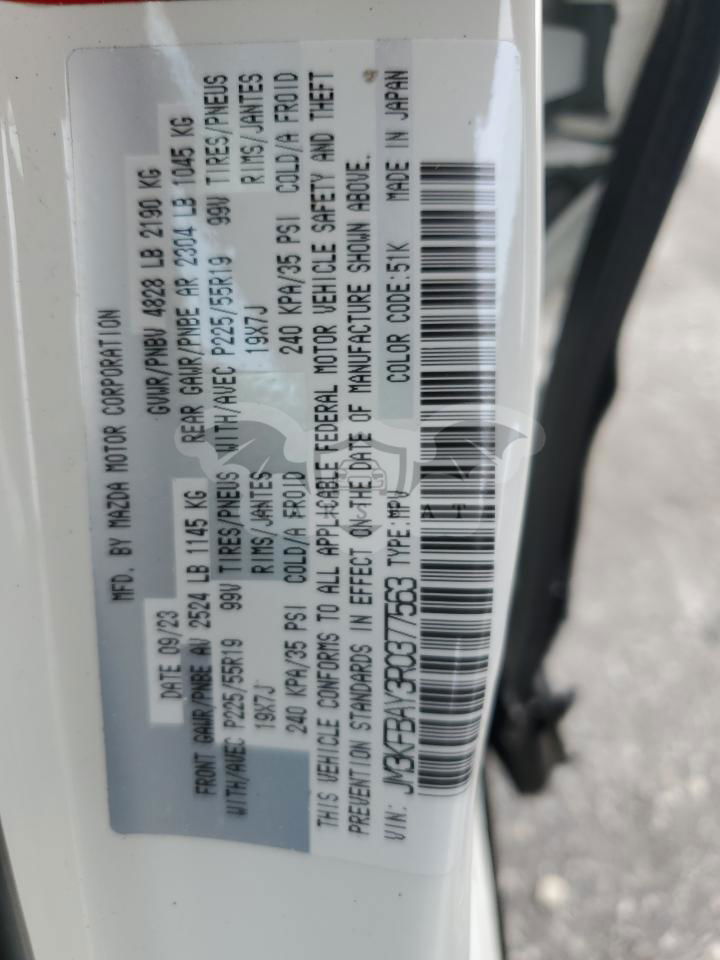 MFD. BY MAZDA MOTOR CORPORATION
DATE 09/23 GVWR/PNBV 4828 LB 2190 KG
FRONT GAWR/PNBE AV 2524 LB 1145 KG REAR GAWR/PNBE AR 2304 LB 1045 KG
WITH/AVEC P225/55R19 99V TIRES/PNEUS WITH/AVEC P225/55R19 99V TIRES/PNEUS
19X7J RIMS/JANTES 19X7J RIMS/JANTES
240 KPA/35 PSI COLD/A FROID 240 KPA/35 PSI COLD/A FROID
THIS VEHICLE CONFORMS TO ALL APPLICABLE FEDERAL MOTOR VEHICLE SAFETY AND THEFT
PREVENTION STANDARDS IN EFFECT ON THE DATE OF MANUFACTURE SHOWN ABOVE.
VIN: JM3KFBAY3R0377563 TYPE:MPV COLOR CODE:51K MADE IN JAPAN